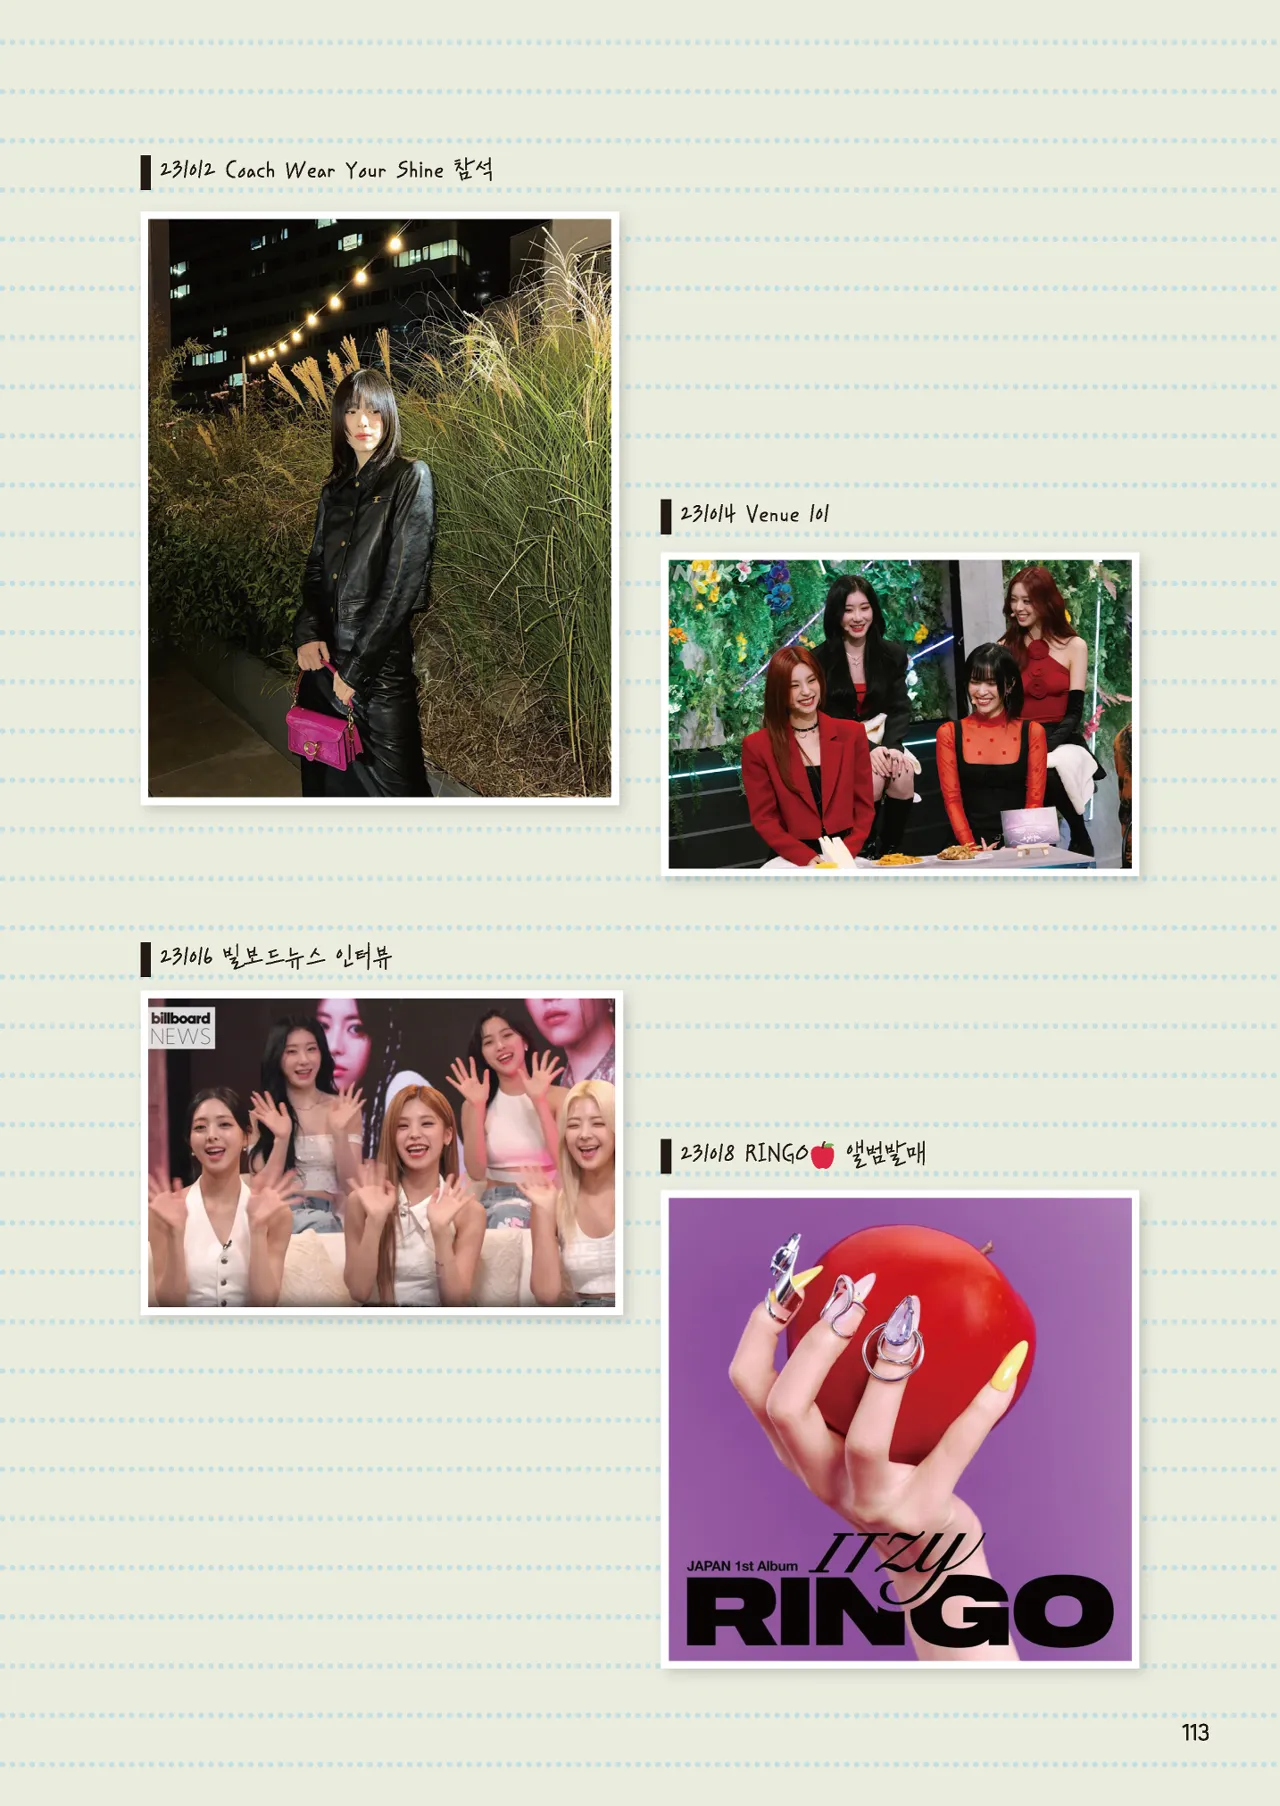 231012 Coach Wear Your Shine 참석
231014 Venue 101
NHK
231016 빌보드뉴스 인터뷰
billboard
NEWS
231018 RINGO🍎 앨범발매
JAPAN 1st Album ITZY
RINGO
113